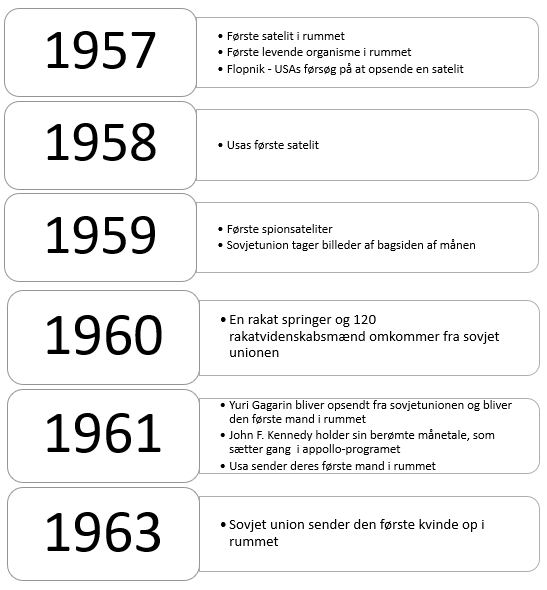 1957
• Første satelit i rummet
• Første levende organisme i rummet
• Flopnik - USAs førsøg på at opsende en satelit
1958
• Usas første satelit
1959
• Første spionsateliter
• Sovjetunion tager billeder af bagsiden af månen
1960
• En rakat springer og 120
rakatvidenskabsmænd omkommer fra sovjet
unionen
1961
• Yuri Gagarin bliver opsendt fra sovjetunionen og bliver
den første mand i rummet
• John F. Kennedy holder sin berømte månetale, som
sætter gang i appollo-programet
• Usa sender deres første mand i rummet
1963
• Sovjet union sender den første kvinde op i
rummet